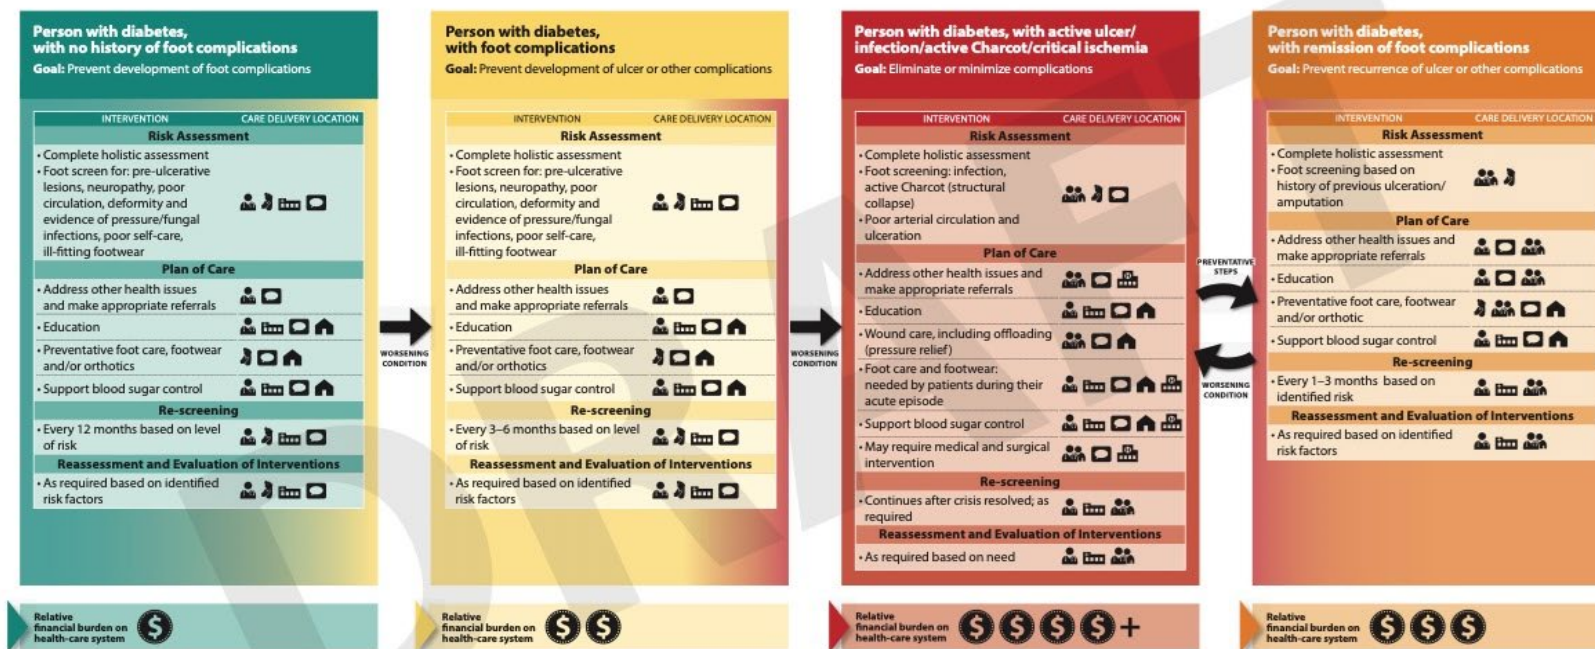 Person with diabetes,
with no history of foot complications
Goal: Prevent development of foot complications
INTERVENTION CARE DELIVERY LOCATION
Risk Assessment
• Complete holistic assessment
• Foot screen for: pre-ulcerative
lesions, neuropathy, poor
circulation, deformity and
evidence of pressure/fungal
infections, poor self-care,
ill-fitting footwear
Plan of Care
• Address other health issues
and make appropriate referrals
• Education
• Preventative foot care, footwear
and/or orthotics
• Support blood sugar control
Re-screening
• Every 12 months based on level
of risk
Reassessment and Evaluation of Interventions
• As required based on identified
risk factors
Relative
financial burden on
health-care system
$
WORSENING
CONDITION
Person with diabetes,
with foot complications
Goal: Prevent development of ulcer or other complications
INTERVENTION CARE DELIVERY LOCATION
Risk Assessment
• Complete holistic assessment
• Foot screen for: pre-ulcerative
lesions, neuropathy, poor
circulation, deformity and
evidence of pressure/fungal
infections, poor self-care,
ill-fitting footwear
Plan of Care
• Address other health issues
and make appropriate referrals
• Education
• Preventative foot care, footwear
and/or orthotics
• Support blood sugar control
Re-screening
• Every 3–6 months based on level
of risk
Reassessment and Evaluation of Interventions
• As required based on identified
risk factors
Relative
financial burden on
health-care system
$ $
WORSENING
CONDITION
Person with diabetes, with active ulcer/
infection/active Charcot/critical ischemia
Goal: Eliminate or minimize complications
INTERVENTION CARE DELIVERY LOCATION
Risk Assessment
• Complete holistic assessment
• Foot screening: infection,
active Charcot (structural
collapse)
• Poor arterial circulation and
ulceration
Plan of Care
• Address other health issues and
make appropriate referrals
• Education
• Wound care, including offloading
(pressure relief)
• Foot care and footwear:
needed by patients during their
acute episode
• Support blood sugar control
• May require medical and surgical
intervention
Re-screening
• Continues after crisis resolved; as
required
Reassessment and Evaluation of Interventions
• As required based on need
Relative
financial burden on
health-care system
$ $ $ $ +
PREVENTATIVE
STEPS
WORSENING
CONDITION
Person with diabetes,
with remission of foot complications
Goal: Prevent recurrence of ulcer or other complications
INTERVENTION CARE DELIVERY LOCATION
Risk Assessment
• Complete holistic assessment
• Foot screening based on
history of previous ulceration/
amputation
Plan of Care
• Address other health issues and
make appropriate referrals
• Education
• Preventative foot care, footwear
and/or orthotic
• Support blood sugar control
Re-screening
• Every 1–3 months based on
identified risk
Reassessment and Evaluation of Interventions
• As required based on identified
risk factors
Relative
financial burden on
health-care system
$ $ $
DRAFT